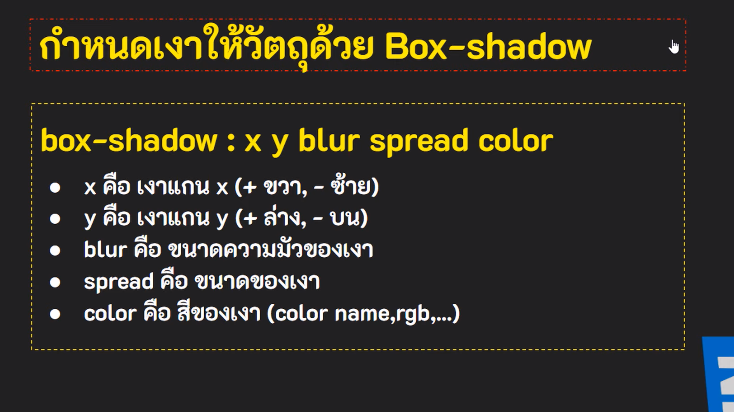 กำหนดเงาให้วัตถุด้วย Box-shadow
box-shadow : x y blur spread color
● x คือ เงาแกน x (+ ขวา, - ซ้าย)
● y คือ เงาแกน y (+ ล่าง, - บน)
● blur คือ ขนาดความมัวของเงา
● spread คือ ขนาดของเงา
● color คือ สีของเงา (color name,rgb,...)